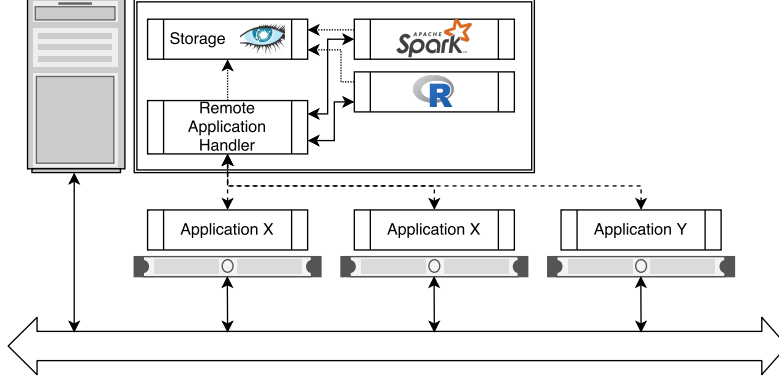 Storage
APACHE
Spark
R
Remote
Application
Handler
Application X
Application X
Application Y